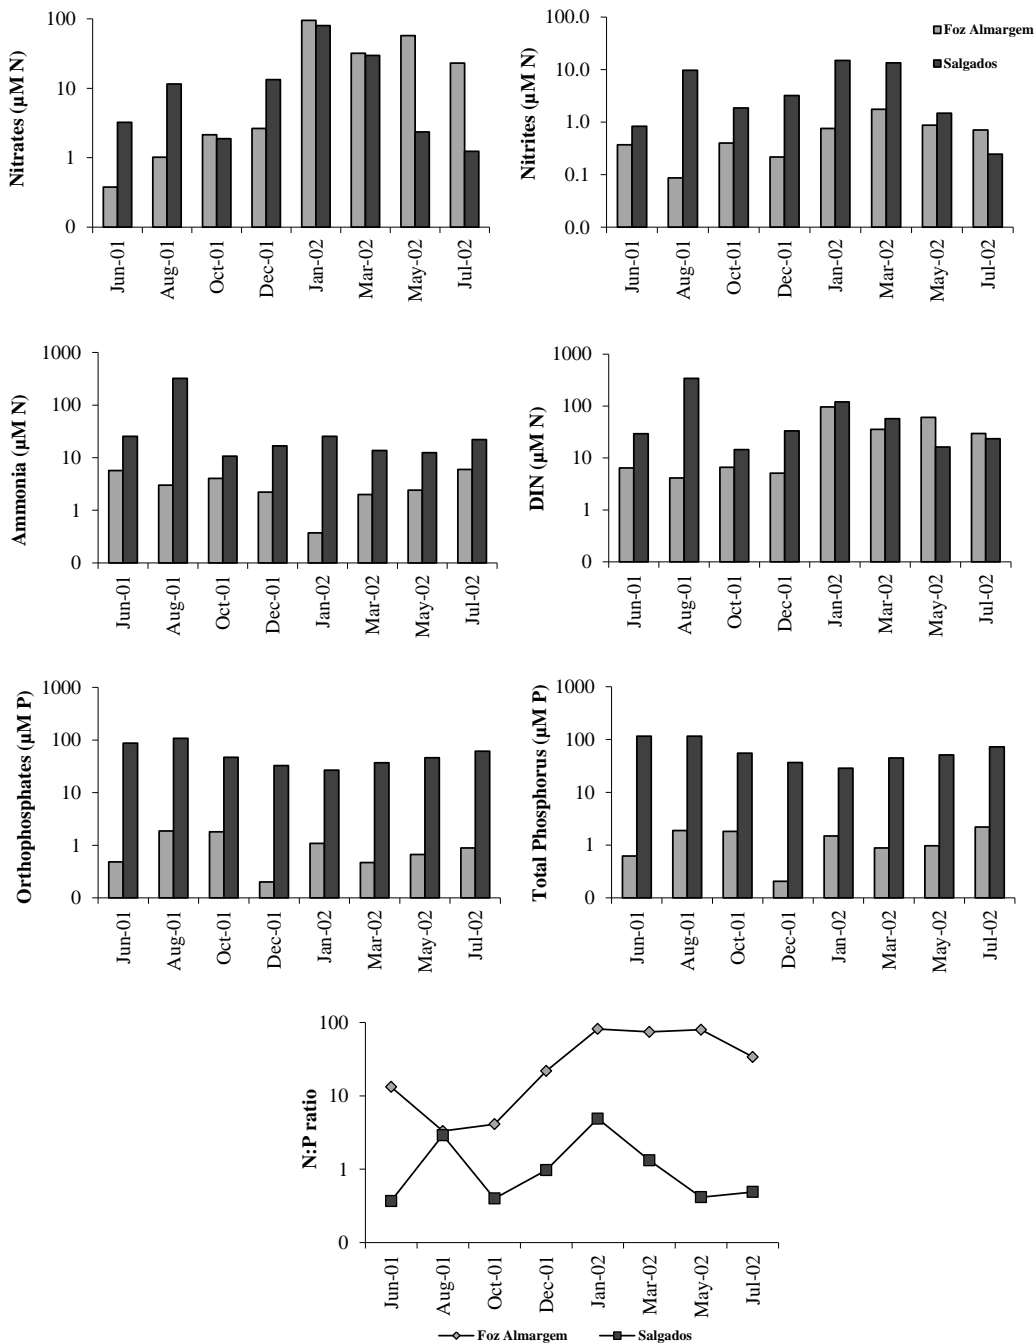 Nitrates (µM N)
100
10
1
0
Jun-01
Aug-01
Oct-01
Dec-01
Jan-02
Mar-02
May-02
Jul-02
Nitrites (µM N)
100.0
10.0
1.0
0.1
0.0
Jun-01
Aug-01
Oct-01
Dec-01
Jan-02
Mar-02
May-02
Jul-02
Foz Almargem
Salgados
Ammonia (µM N)
1000
100
10
1
0
Jun-01
Aug-01
Oct-01
Dec-01
Jan-02
Mar-02
May-02
Jul-02
DIN (µM N)
1000
100
10
1
0
Jun-01
Aug-01
Oct-01
Dec-01
Jan-02
Mar-02
May-02
Jul-02
Orthophosphates (µM P)
1000
100
10
1
0
Jun-01
Aug-01
Oct-01
Dec-01
Jan-02
Mar-02
May-02
Jul-02
Total Phosphorus (µM P)
1000
100
10
1
0
Jun-01
Aug-01
Oct-01
Dec-01
Jan-02
Mar-02
May-02
Jul-02
N:P ratio
100
10
1
0
Jun-01
Aug-01
Oct-01
Dec-01
Jan-02
Mar-02
May-02
Jul-02
Foz Almargem
Salgados